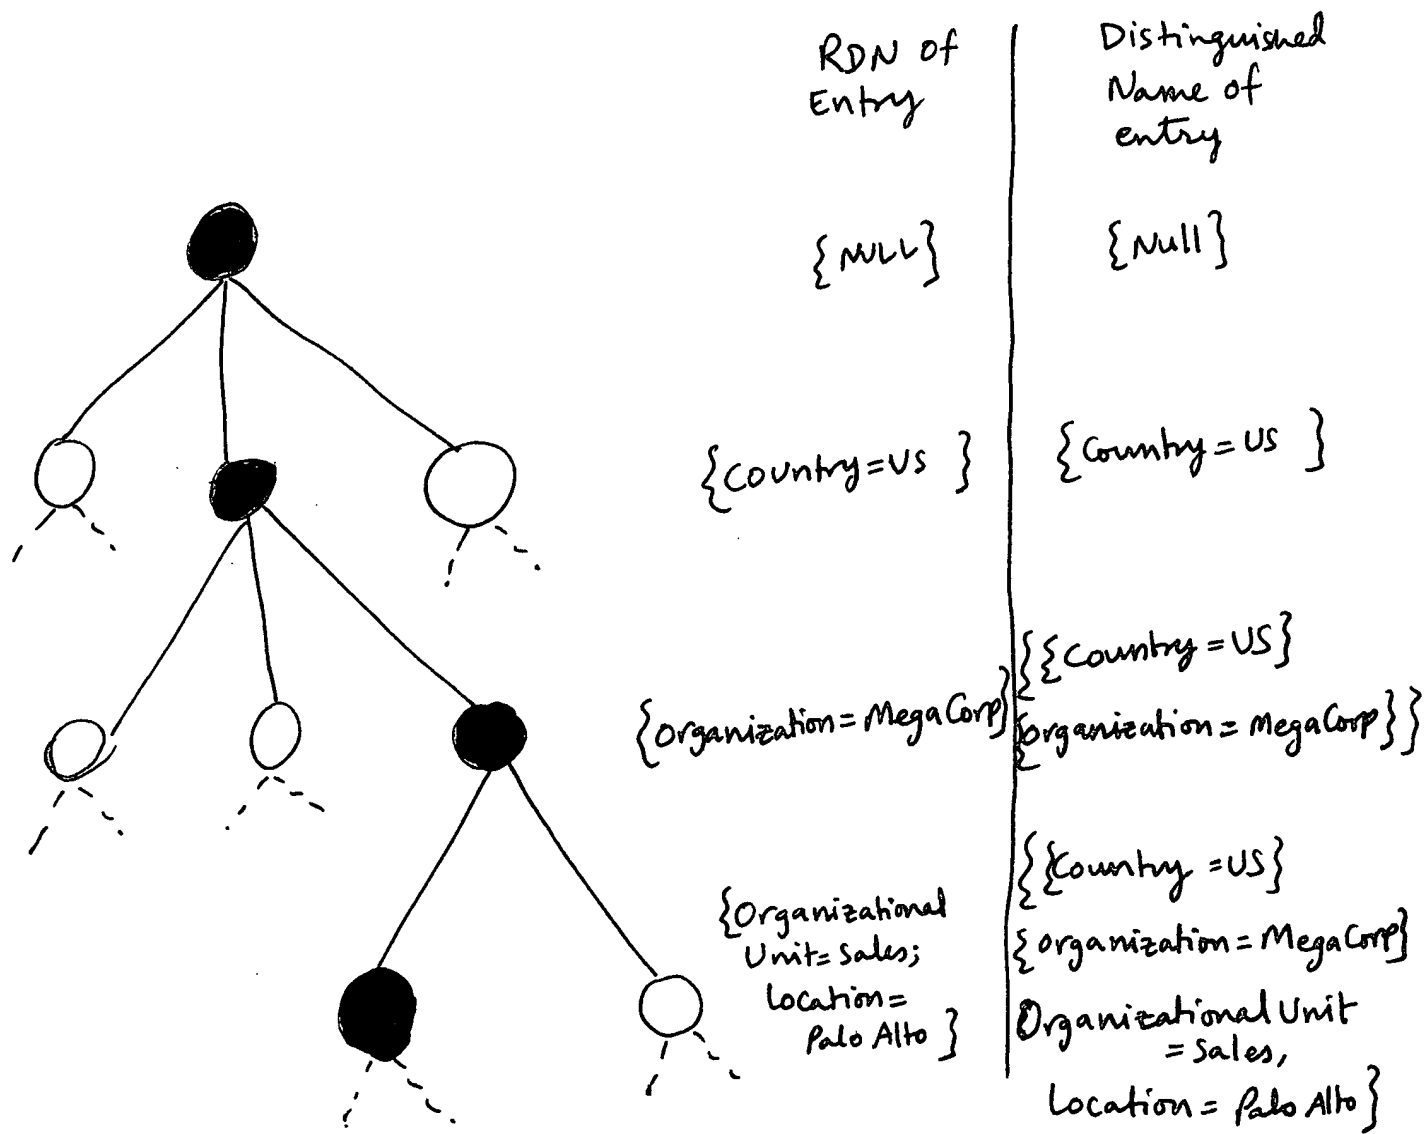 RDN of
Entry
Distinguished
Name of
entry
{NULL}
{Null}
{Country=US }
{Country=US }
{Organization=MegaCorp}
{{Country=US}
{Organization=MegaCorp}}
{Organizational
Unit=Sales;
Location=
Palo Alto }
{{Country =US}
{Organization=MegaCorp}
Organizational Unit
=Sales,
Location= Palo Alto}